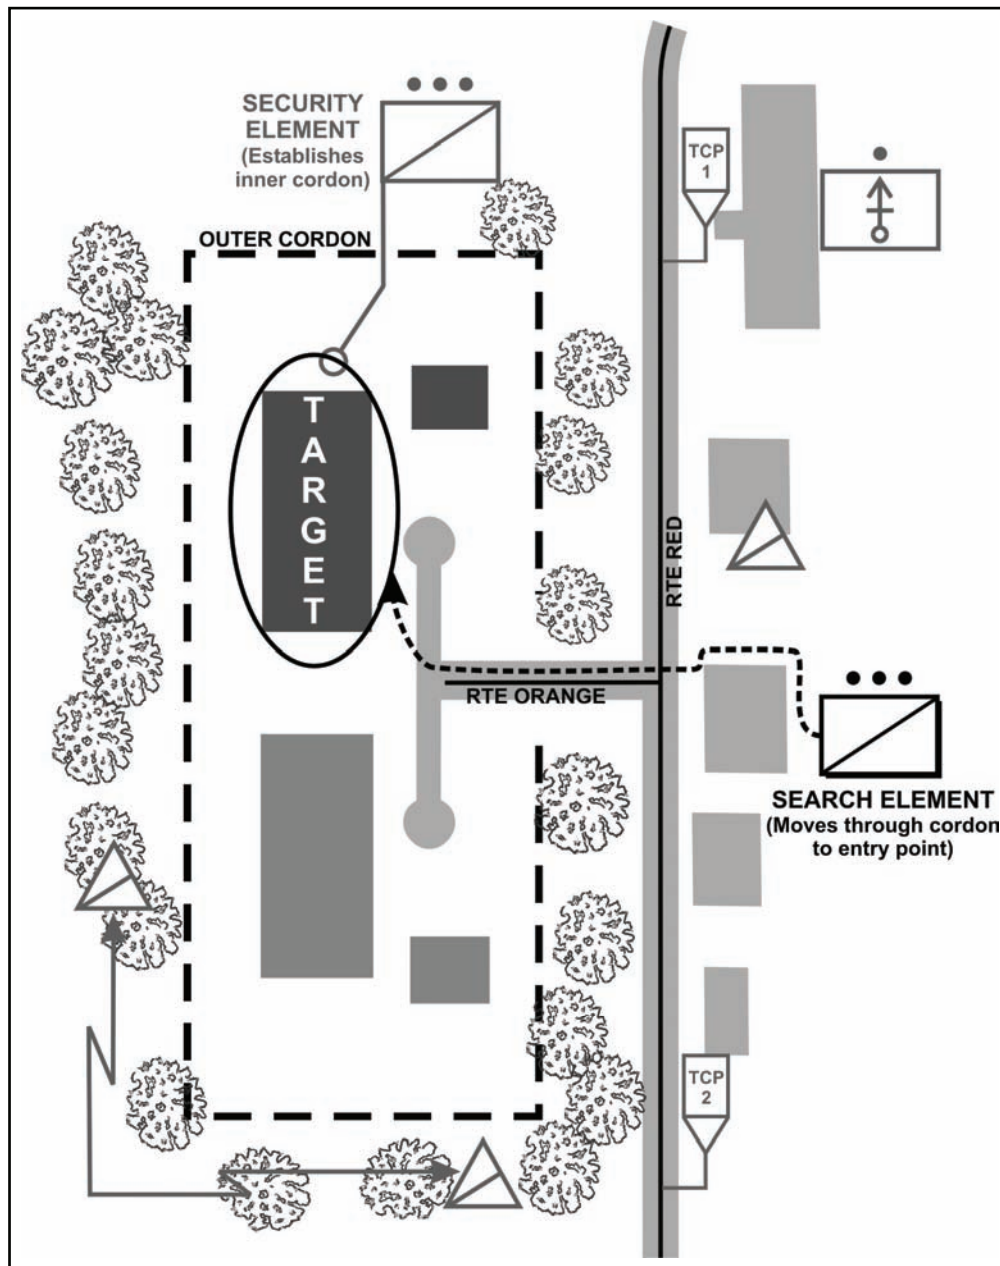 SECURITY
ELEMENT
(Establishes
inner cordon)
TCP
1
OUTER CORDON
TARGET
RTE RED
RTE ORANGE
SEARCH ELEMENT
(Moves through cordon
to entry point)
TCP
2